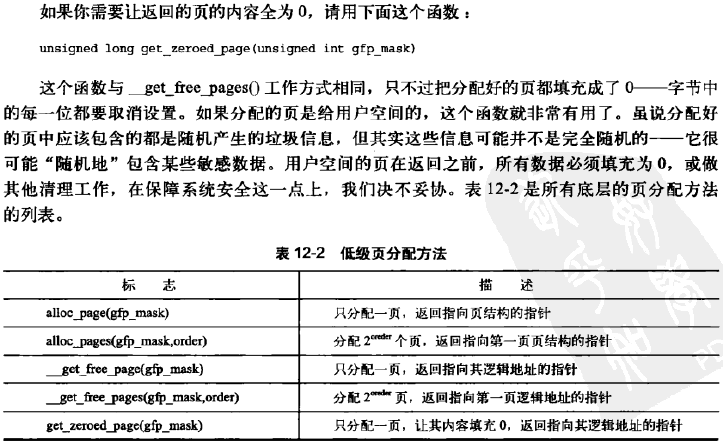 如果你需要让返回的页的内容全为 0，请用下面这个函数：
unsigned long get_zeroed_page(unsigned int gfp_mask)
这个函数与 __get_free_pages() 工作方式相同，只不过把分配好的页都填充成了 0——字节中
的每一位都要取消设置。如果分配的页是给用户空间的，这个函数就非常有用了。虽说分配好
的页中应该包含的都是随机产生的垃圾信息，但其实这些信息可能并不是完全随机的——它很
可能“随机地”包含某些敏感数据。用户空间的页在返回之前，所有数据必须填充为 0，或做
其他清理工作，在保障系统安全这一点上，我们决不妥协。表 12-2 是所有底层的页分配方法
的列表。
表 12-2 低级页分配方法
标 志 描 述
alloc_page(gfp_mask) 只分配一页，返回指向页结构的指针
alloc_pages(gfp_mask,order) 分配 2^order 个页，返回指向第一页页结构的指针
__get_free_page(gfp_mask) 只分配一页，返回指向其逻辑地址的指针
__get_free_pages(gfp_mask,order) 分配 2^order 页，返回指向第一页逻辑地址的指针
get_zeroed_page(gfp_mask) 只分配一页，让其内容填充 0，返回指向其逻辑地址的指针